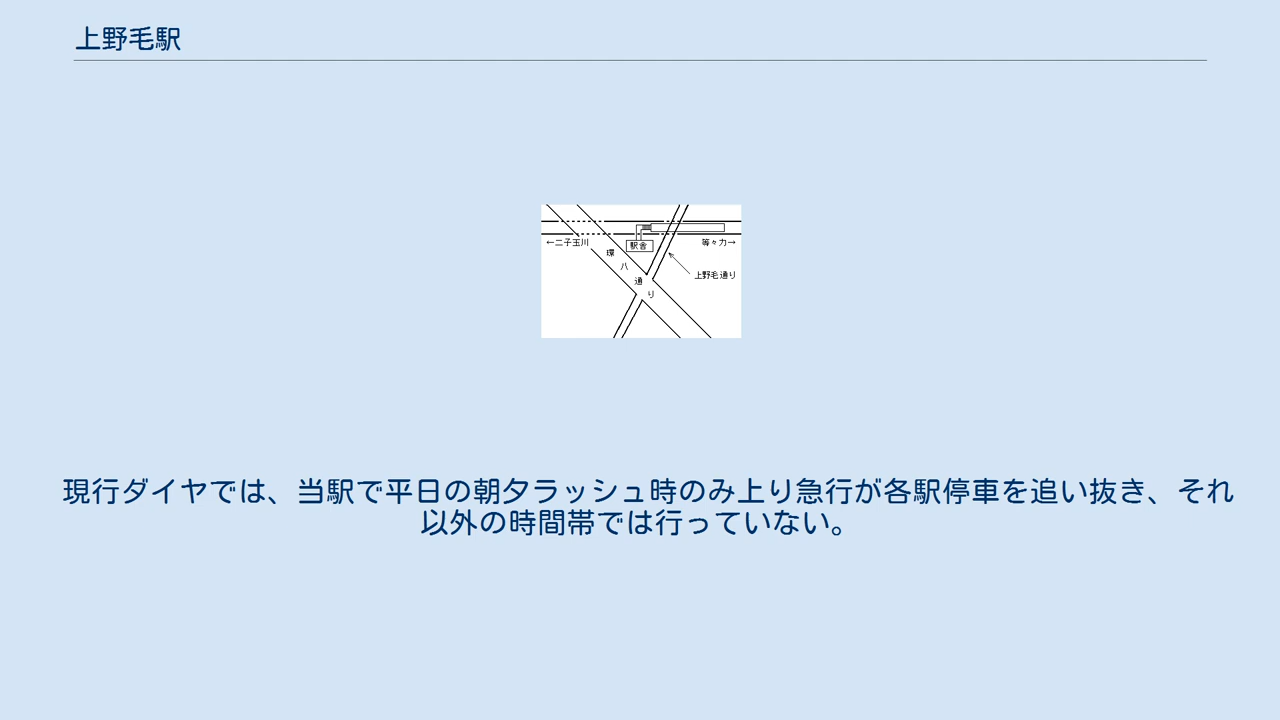 上野毛駅
←二子玉川
駅舎
等々力→
環八通り
上野毛通り
現行ダイヤでは、当駅で平日の朝夕ラッシュ時のみ上り急行が各駅停車を追い抜き、それ
以外の時間帯では行っていない。